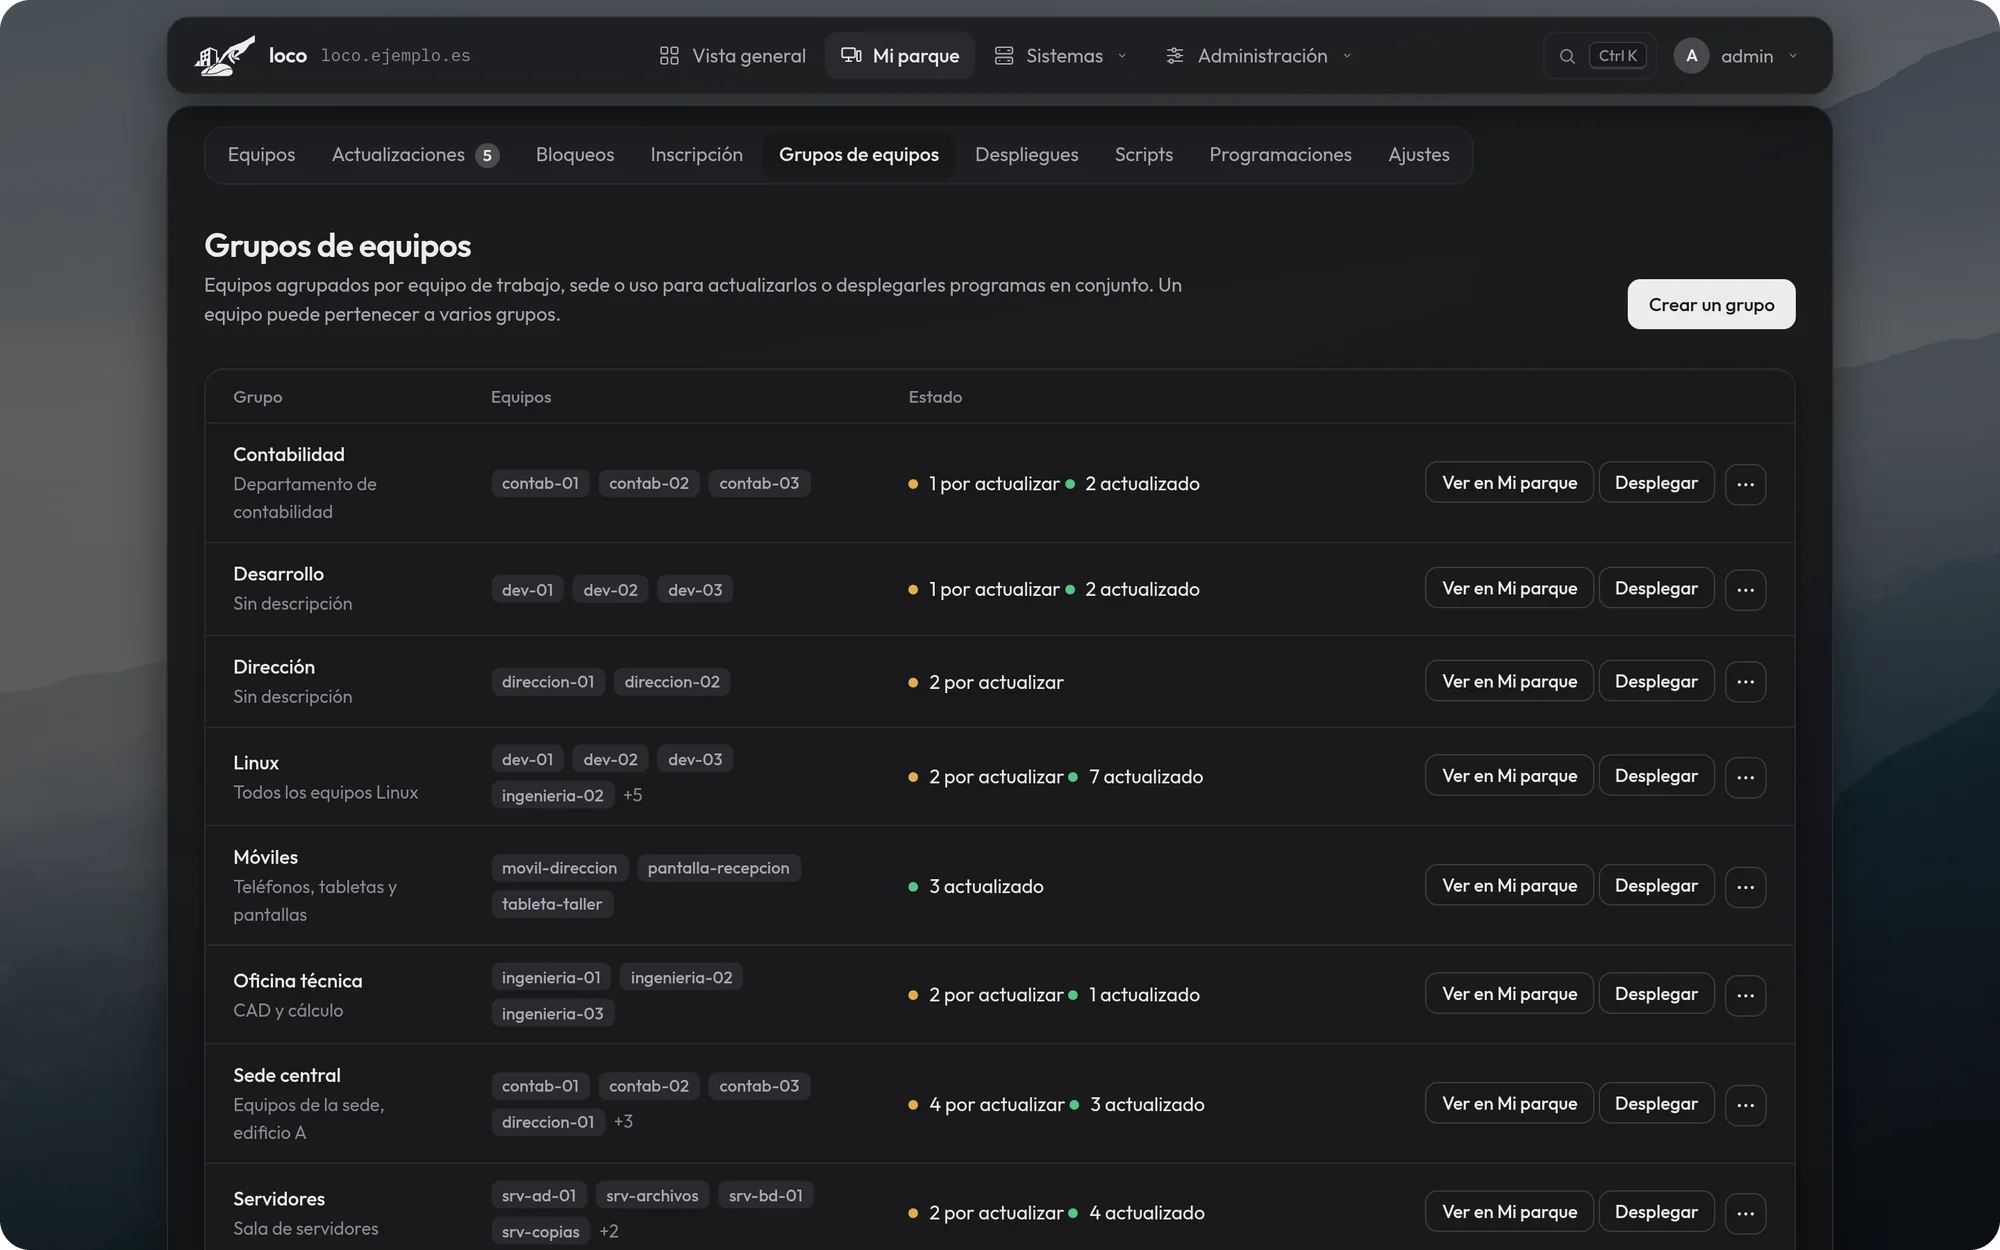 loco loco.ejemplo.es Vista general Mi parque Sistemas Administración Ctrl K A admin
Equipos Actualizaciones 5 Bloqueos Inscripción Grupos de equipos Despliegues Scripts Programaciones Ajustes
Grupos de equipos
Equipos agrupados por equipo de trabajo, sede o uso para actualizarlos o desplegarles programas en conjunto. Un
equipo puede pertenecer a varios grupos.
Crear un grupo
Grupo Equipos Estado
Contabilidad
Departamento de
contabilidad
contab-01 contab-02 contab-03
1 por actualizar 2 actualizado
Ver en Mi parque Desplegar ...
Desarrollo
Sin descripción
dev-01 dev-02 dev-03
1 por actualizar 2 actualizado
Ver en Mi parque Desplegar ...
Dirección
Sin descripción
direccion-01 direccion-02
2 por actualizar
Ver en Mi parque Desplegar ...
Linux
Todos los equipos Linux
dev-01 dev-02 dev-03
ingenieria-02 +5
2 por actualizar 7 actualizado
Ver en Mi parque Desplegar ...
Móviles
Teléfonos, tabletas y
pantallas
movil-direccion pantalla-recepcion
tableta-taller
3 actualizado
Ver en Mi parque Desplegar ...
Oficina técnica
CAD y cálculo
ingenieria-01 ingenieria-02
ingenieria-03
2 por actualizar 1 actualizado
Ver en Mi parque Desplegar ...
Sede central
Equipos de la sede,
edificio A
contab-01 contab-02 contab-03
direccion-01 +3
4 por actualizar 3 actualizado
Ver en Mi parque Desplegar ...
Servidores
Sala de servidores
srv-ad-01 srv-archivos srv-bd-01
srv-copias +2
2 por actualizar 4 actualizado
Ver en Mi parque Desplegar ...